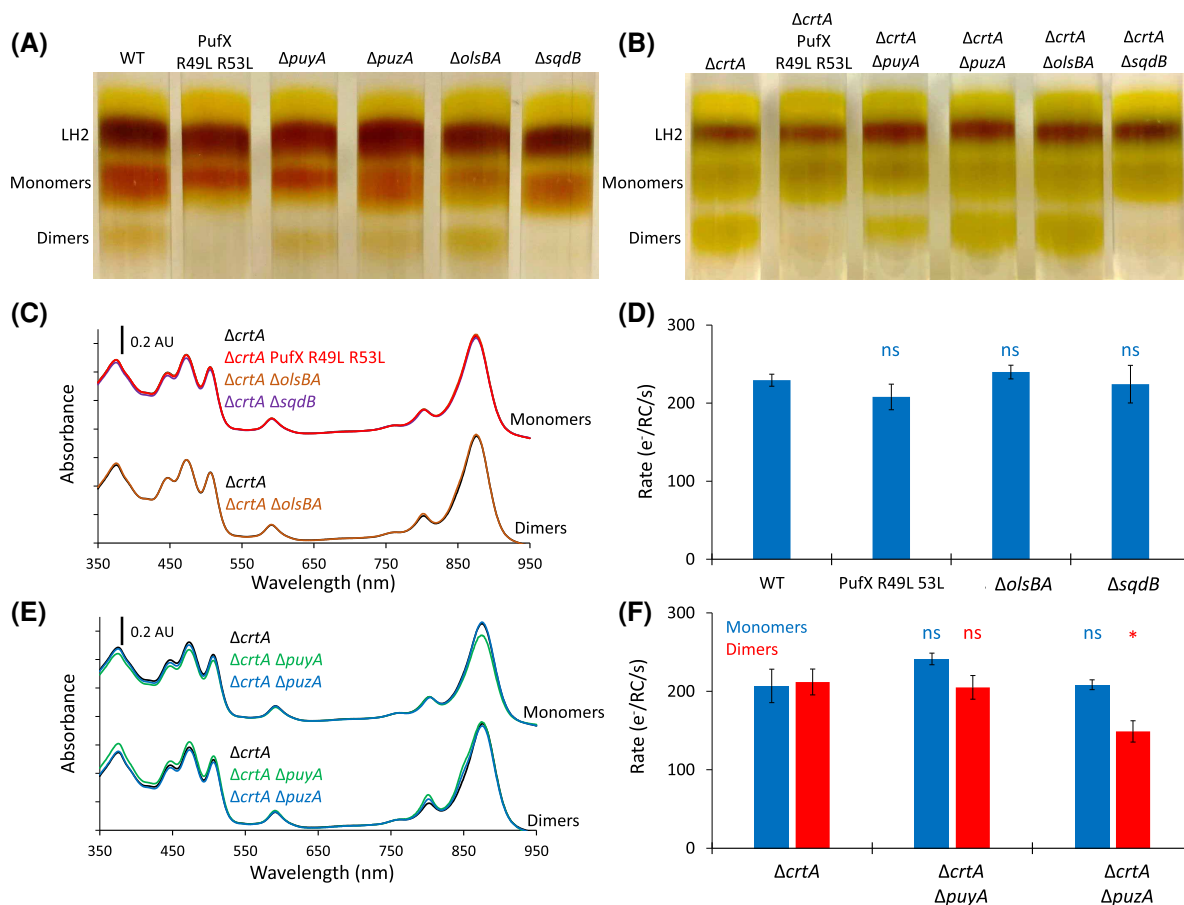 (A)
WT
PufX
R49L R53L
ΔpuyA
ΔpuzA
ΔolsBA
ΔsqdB
LH2
Monomers
Dimers
(B)
ΔcrtA
ΔcrtA
PufX
R49L R53L
ΔcrtA
ΔpuyA
ΔcrtA
ΔpuzA
ΔcrtA
ΔolsBA
ΔcrtA
ΔsqdB
LH2
Monomers
Dimers
(C)
0.2 AU
ΔcrtA
ΔcrtA PufX R49L R53L
ΔcrtA ΔolsBA
ΔcrtA ΔsqdB
Monomers
ΔcrtA
ΔcrtA ΔolsBA
Dimers
Absorbance
350 450 550 650 750 850 950
Wavelength (nm)
(D)
300
200
100
0
Rate (e-/RC/s)
ns
ns
ns
WT
PufX R49L 53L
ΔolsBA
ΔsqdB
(E)
0.2 AU
ΔcrtA
ΔcrtA ΔpuyA
ΔcrtA ΔpuzA
Monomers
ΔcrtA
ΔcrtA ΔpuyA
ΔcrtA ΔpuzA
Dimers
Absorbance
350 450 550 650 750 850 950
Wavelength (nm)
(F)
300
200
100
0
Rate (e-/RC/s)
Monomers
Dimers
ns
ns
ns
*
ΔcrtA
ΔcrtA
ΔpuyA
ΔcrtA
ΔpuzA